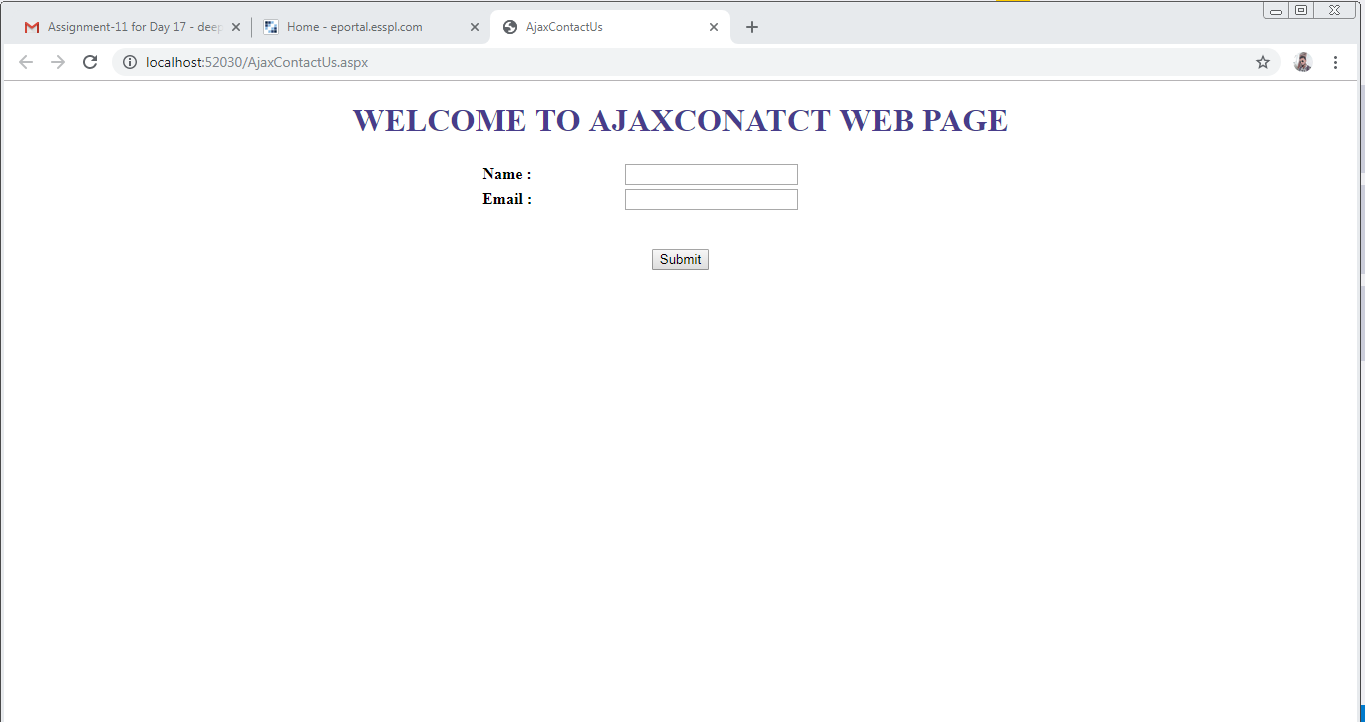 Assignment-11 for Day 17 - deep
Home - eportal.esspl.com
AjaxContactUs
localhost:52030/AjaxContactUs.aspx
WELCOME TO AJAXCONATCT WEB PAGE
Name :
Email :
Submit